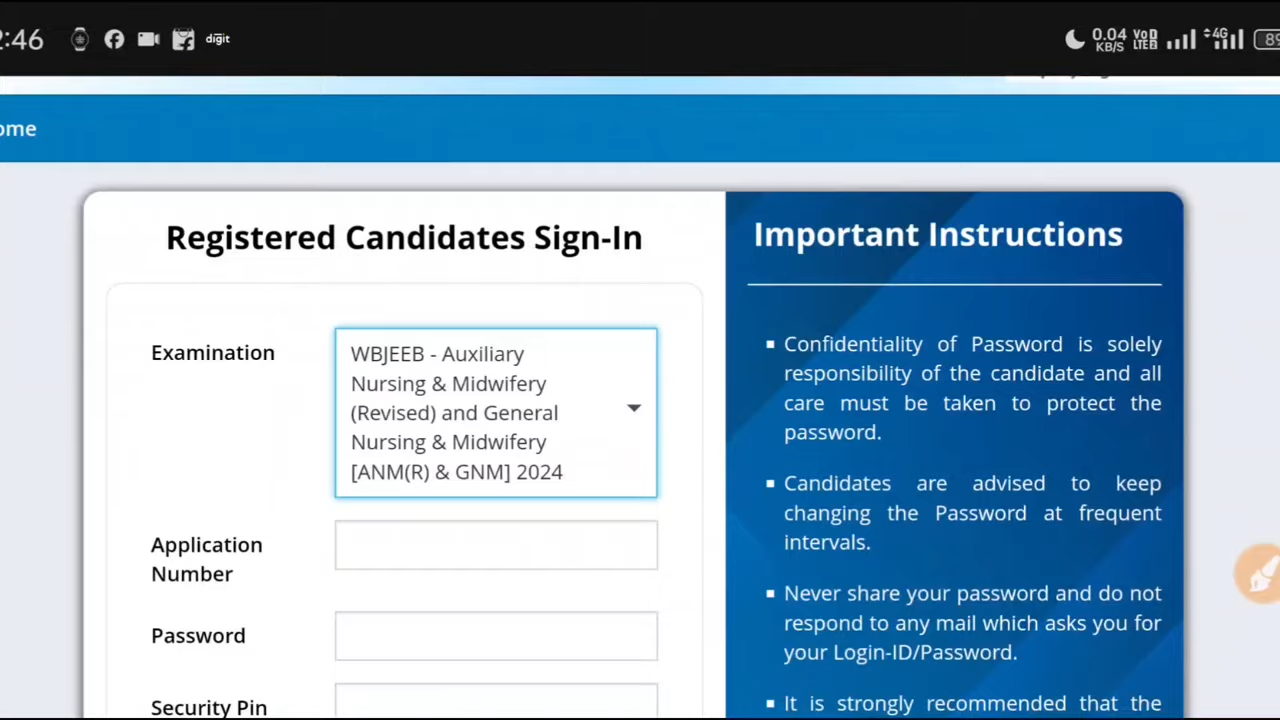 :46
digit
0.04
KB/S
Vo
LTE
4G
89
ome
Registered Candidates Sign-In
Important Instructions
Examination
WBJEEB - Auxiliary
Nursing & Midwifery
(Revised) and General
Nursing & Midwifery
[ANM(R) & GNM] 2024
Application
Number
Password
Security Pin
▪ Confidentiality of Password is solely
responsibility of the candidate and all
care must be taken to protect the
password.
▪ Candidates are advised to keep
changing the Password at frequent
intervals.
▪ Never share your password and do not
respond to any mail which asks you for
your Login-ID/Password.
▪ It is strongly recommended that the